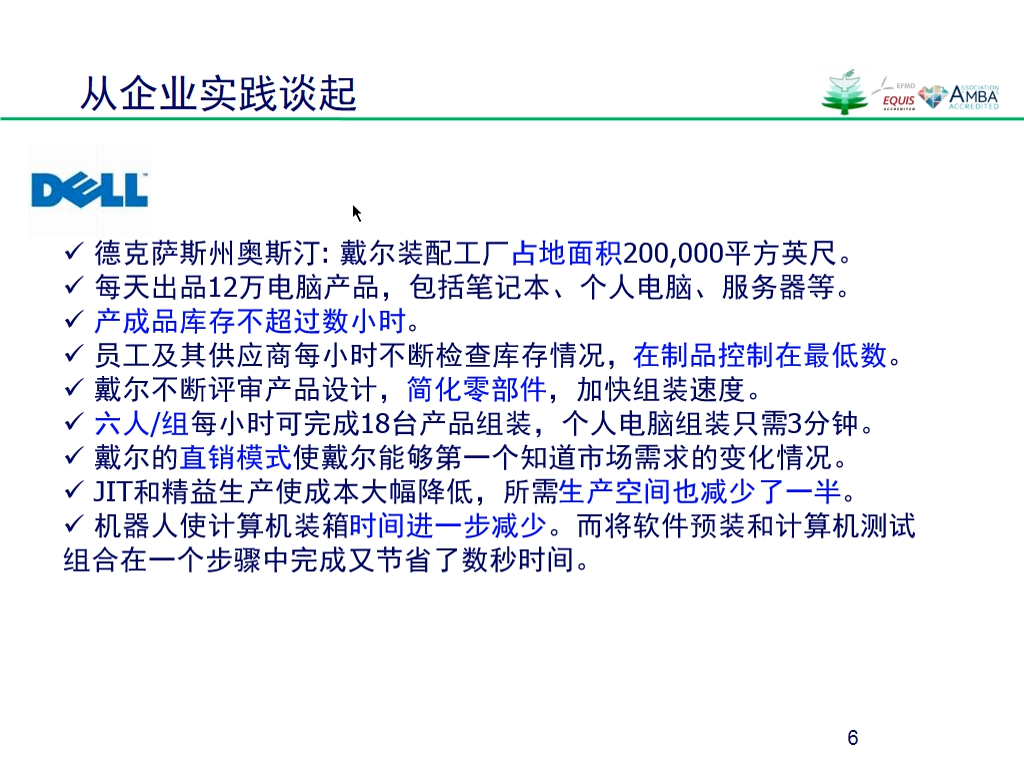 从企业实践谈起
EFMD
EQUIS
ACCREDITED
ASSOCIATION
AMBA
ACCREDITED
DELL™
✓ 德克萨斯州奥斯汀: 戴尔装配工厂占地面积200,000平方英尺。
✓ 每天出品12万电脑产品，包括笔记本、个人电脑、服务器等。
✓ 产成品库存不超过数小时。
✓ 员工及其供应商每小时不断检查库存情况，在制品控制在最低数。
✓ 戴尔不断评审产品设计，简化零部件，加快组装速度。
✓ 六人/组每小时可完成18台产品组装，个人电脑组装只需3分钟。
✓ 戴尔的直销模式使戴尔能够第一个知道市场需求的变化情况。
✓ JIT和精益生产使成本大幅降低，所需生产空间也减少了一半。
✓ 机器人使计算机装箱时间进一步减少。而将软件预装和计算机测试
组合在一个步骤中完成又节省了数秒时间。
6